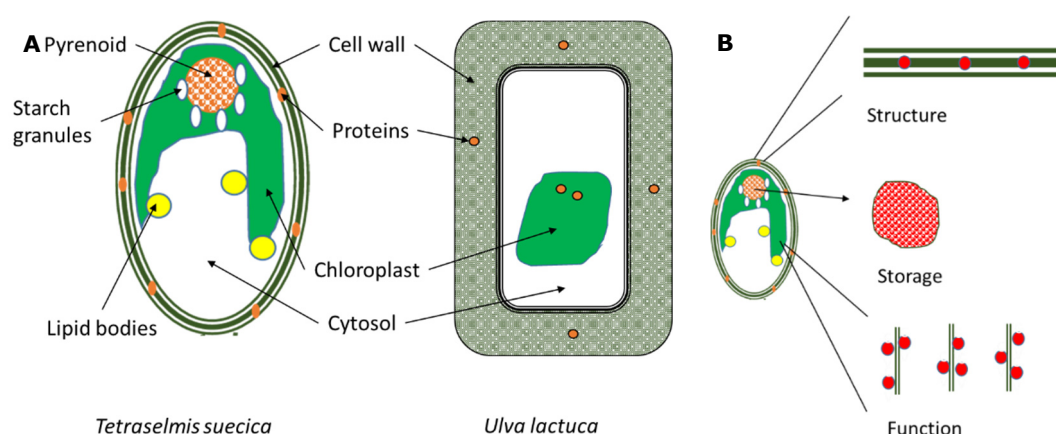 A
Pyrenoid
Starch
granules
Lipid bodies
Cell wall
Proteins
Chloroplast
Cytosol
Tetraselmis suecica
Ulva lactuca
B
Structure
Storage
Function